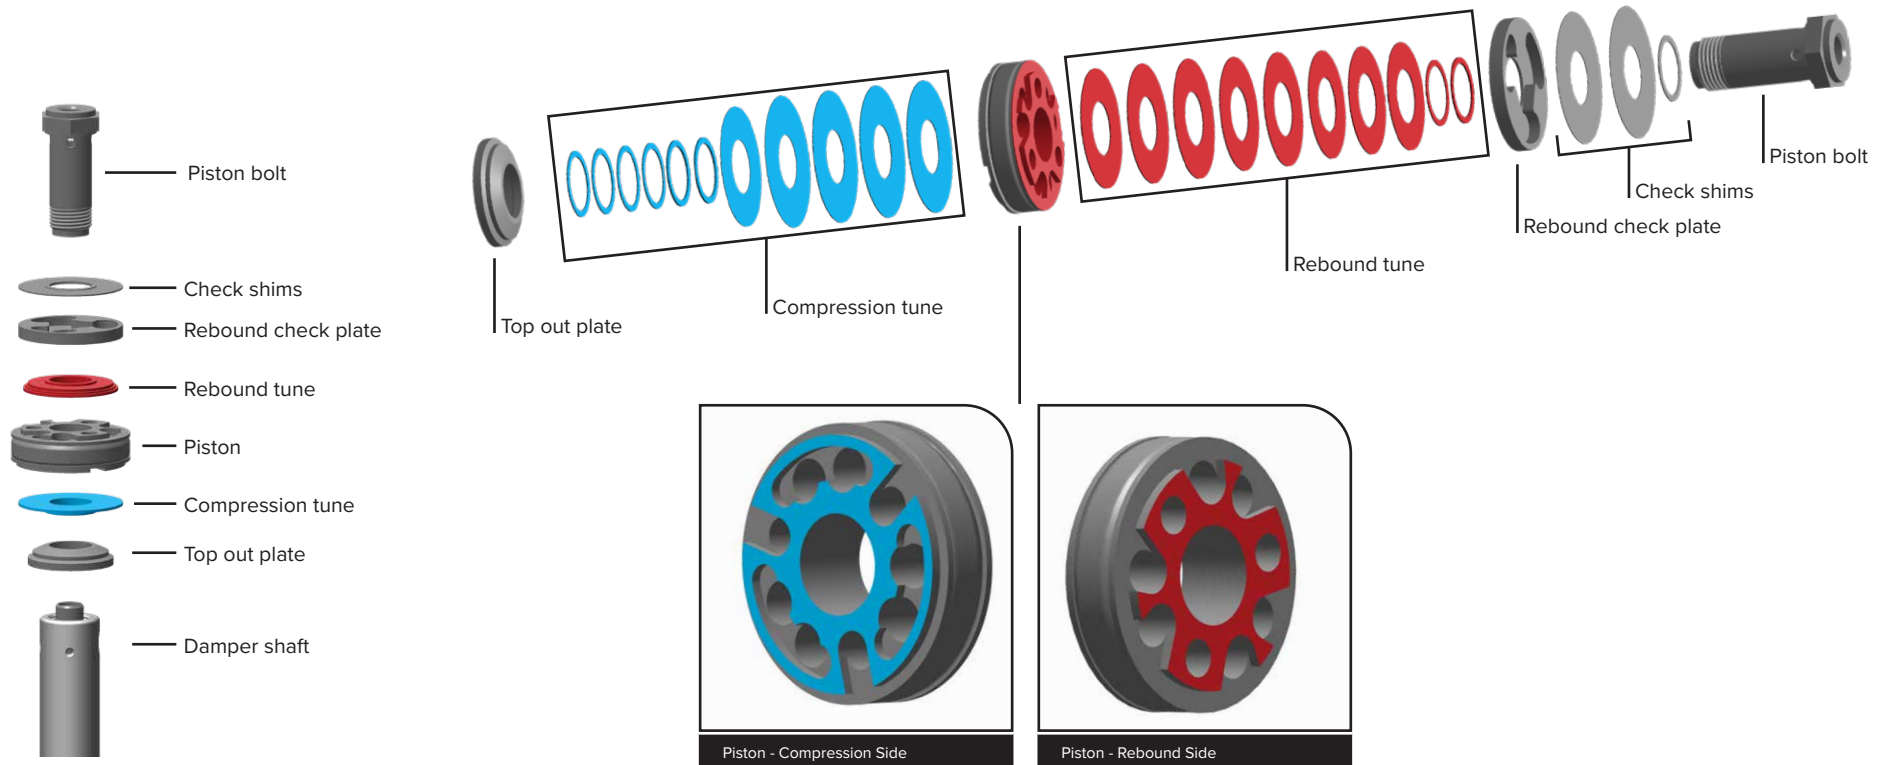 Piston bolt
Check shims
Rebound check plate
Rebound tune
Piston
Compression tune
Top out plate
Damper shaft
Top out plate
Compression tune
Rebound tune
Rebound check plate
Check shims
Piston bolt
Piston - Compression Side
Piston - Rebound Side